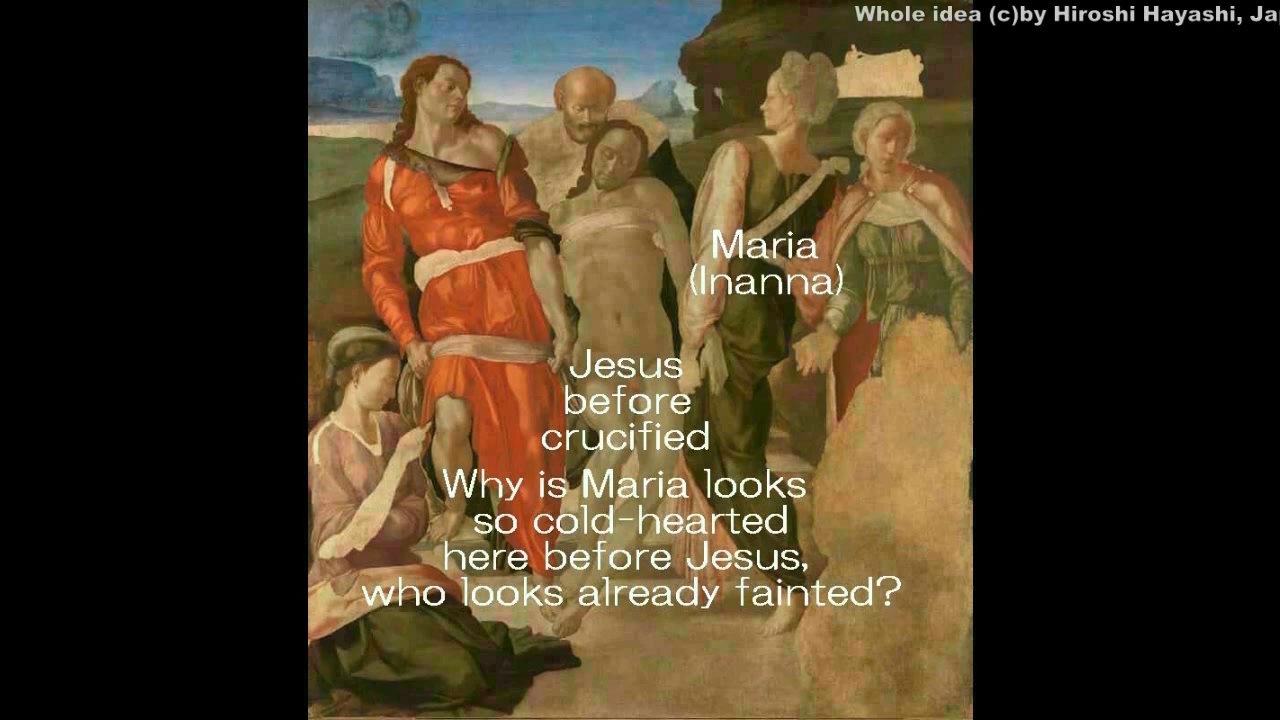 Whole idea (c)by Hiroshi Hayashi, Ja
Maria
(Inanna)
Jesus
before
crucified
Why is Maria looks
so cold-hearted
here before Jesus,
who looks already fainted?